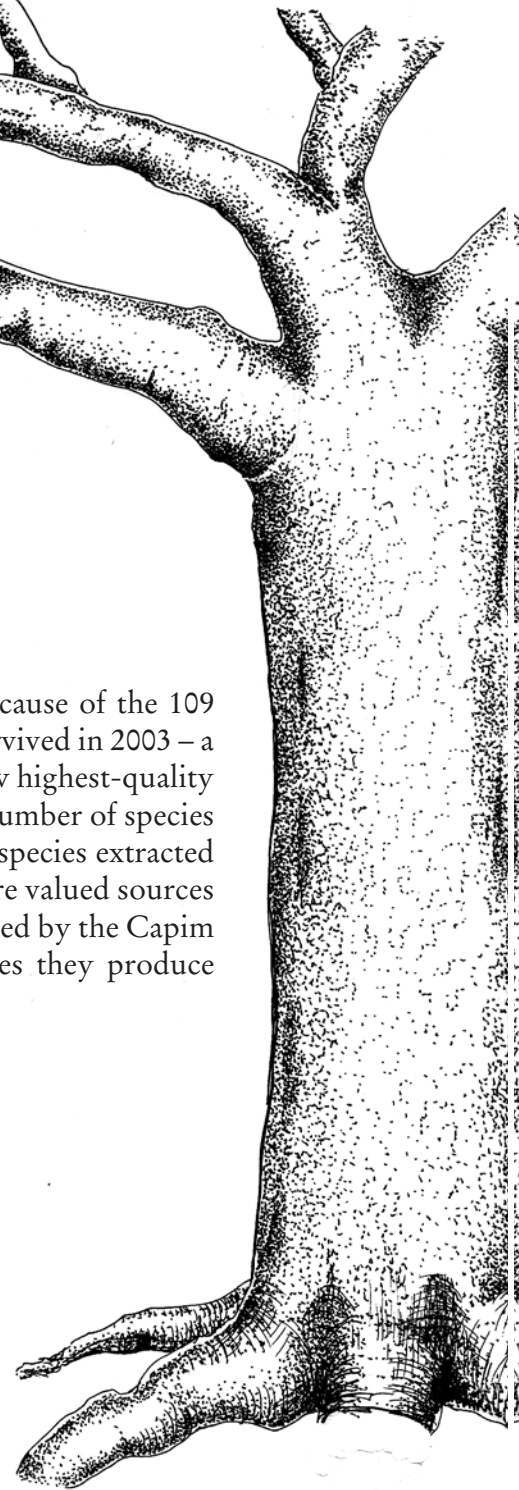 cause of the 109
vived in 2003 – a
highest-quality
umber of species
species extracted
re valued sources
ed by the Capim
es they produce